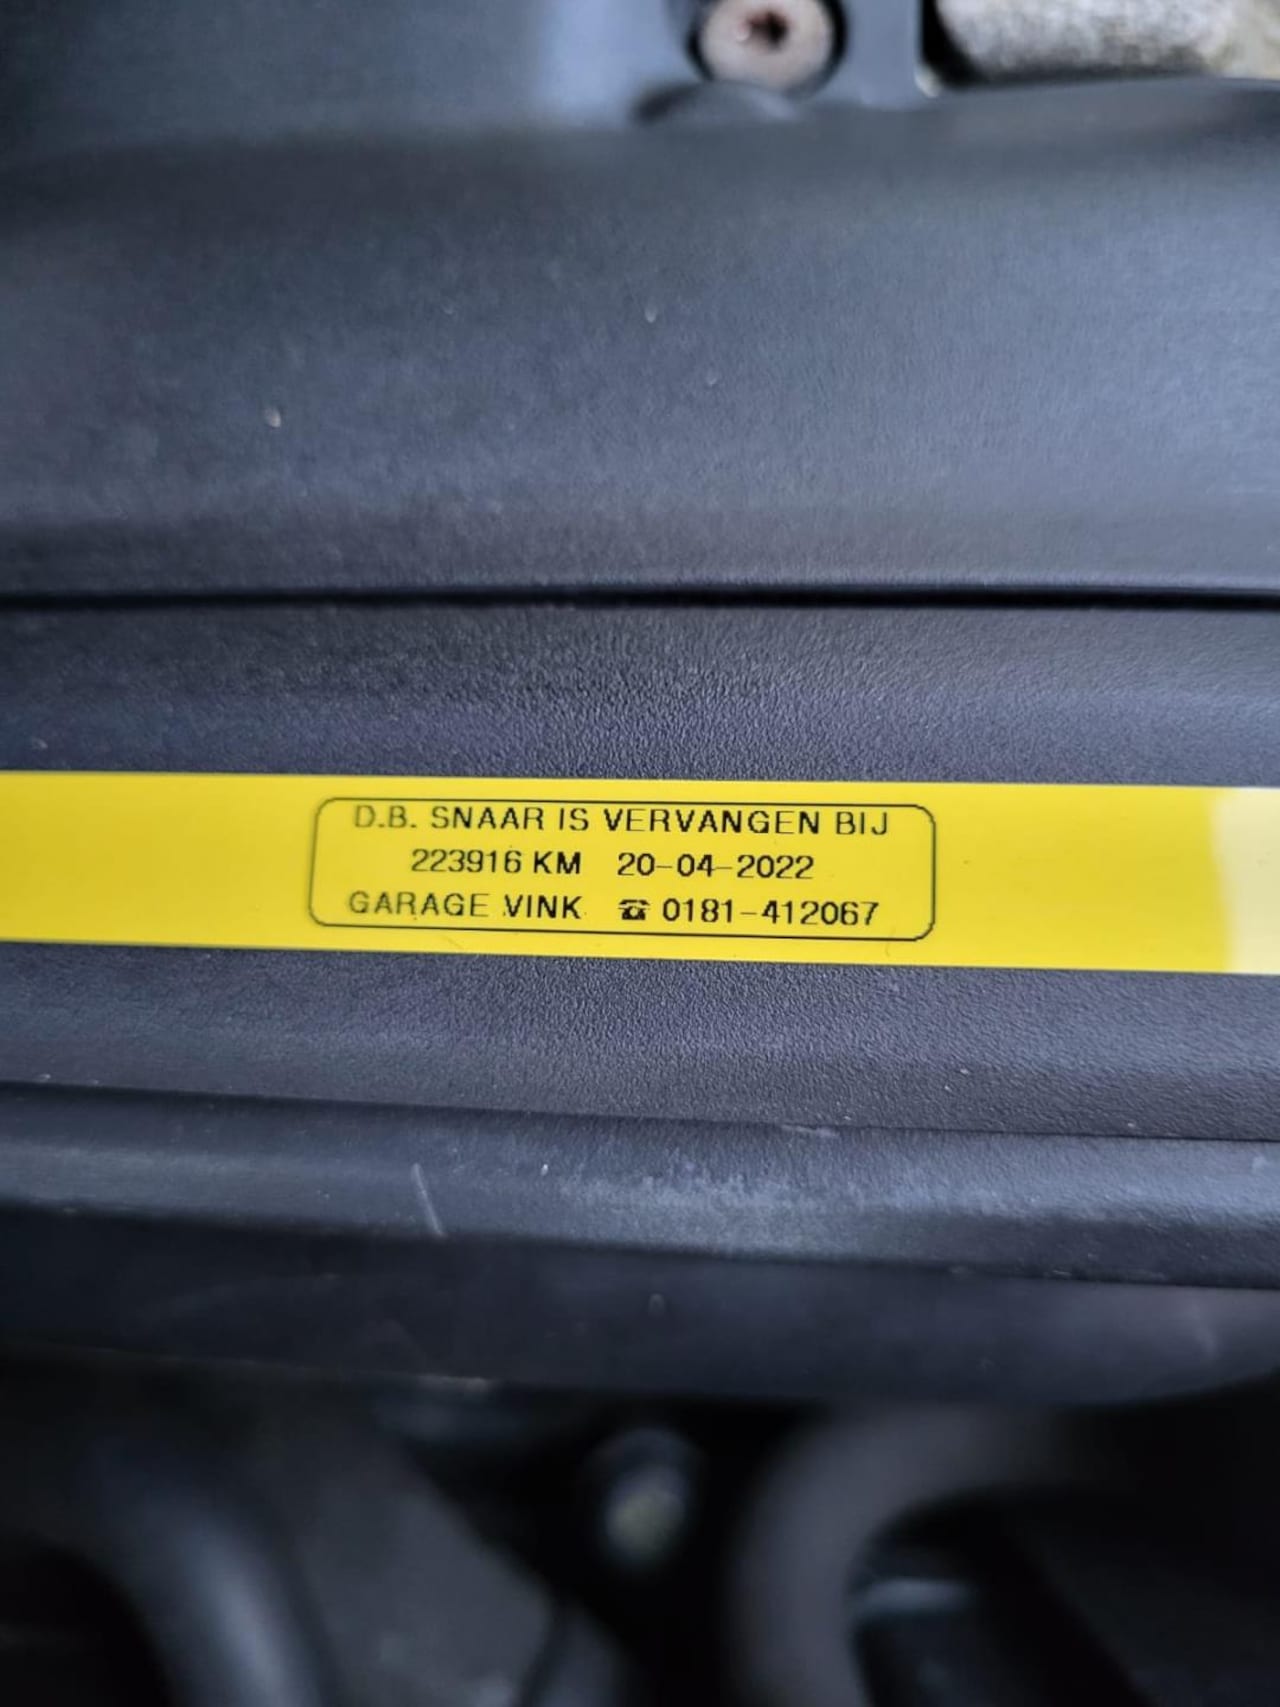 D.B. SNAAR IS VERVANGEN BIJ
223916 KM 20-04-2022
GARAGE VINK ☎ 0181-412067